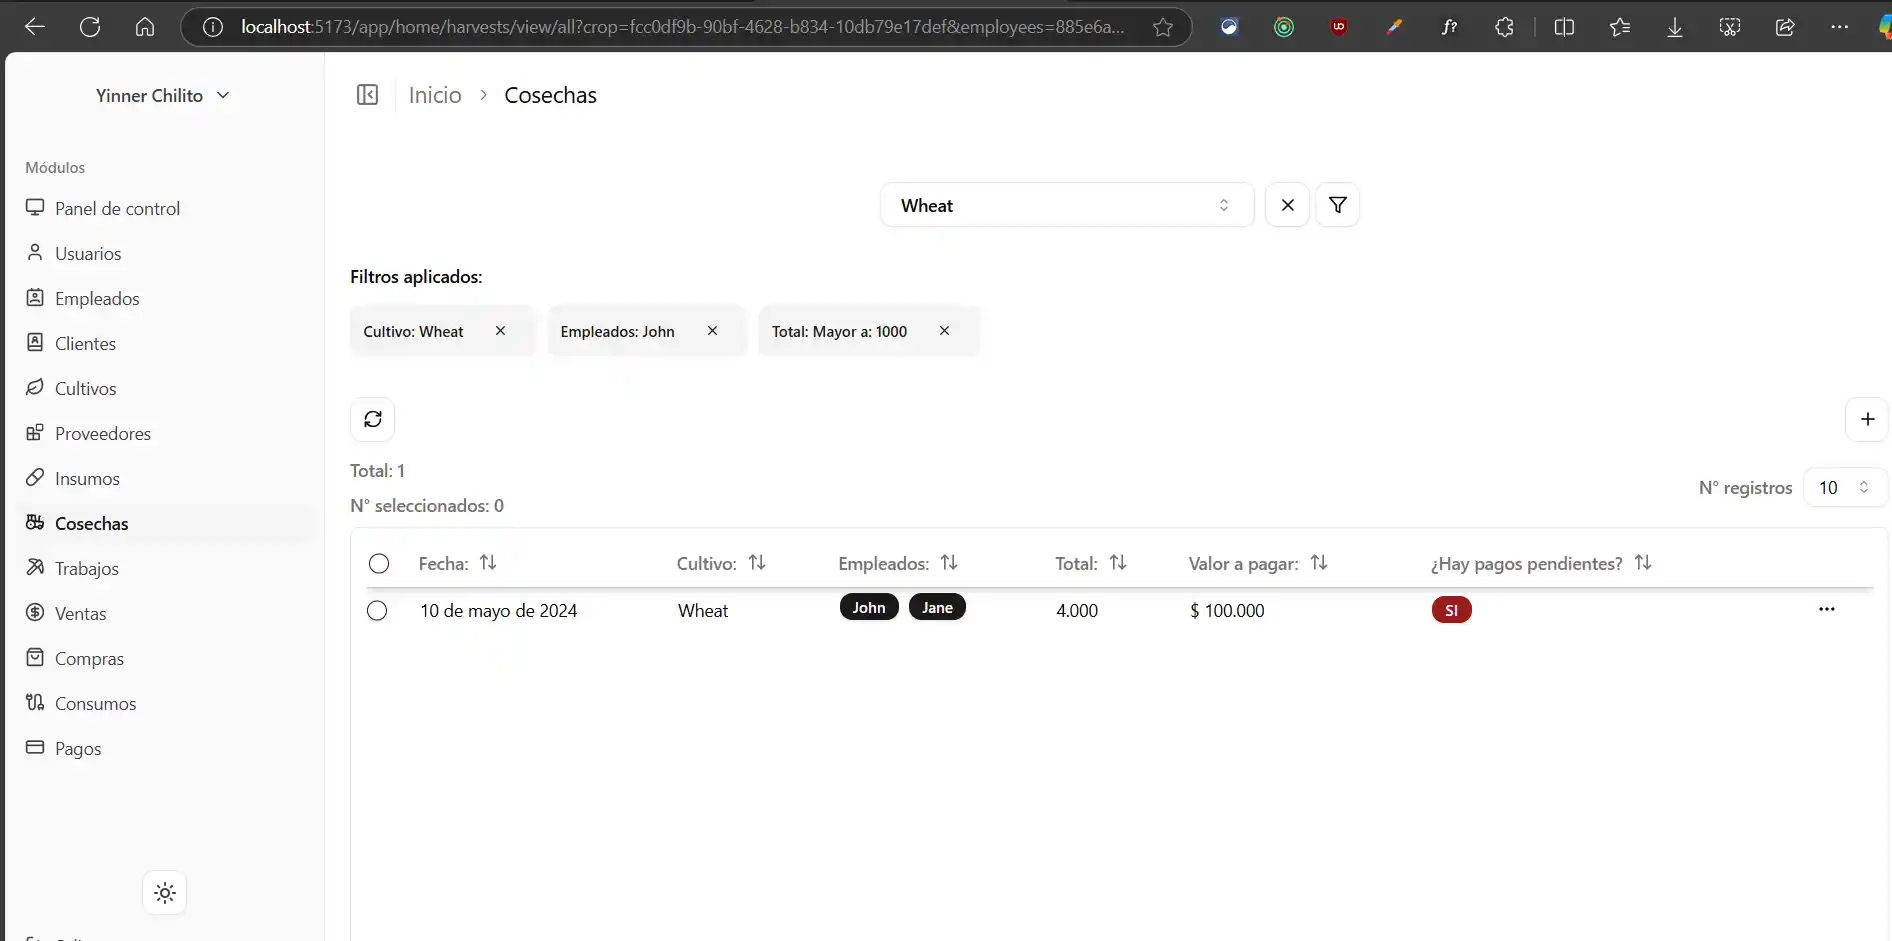 localhost:5173/app/home/harvests/view/all?crop=fcc0df9b-90bf-4628-b834-10db79e17def&employees=885e6a...
Yinner Chilito
Inicio > Cosechas
Módulos
Panel de control
Usuarios
Empleados
Clientes
Cultivos
Proveedores
Insumos
Cosechas
Trabajos
Ventas
Compras
Consumos
Pagos
Wheat
Filtros aplicados:
Cultivo: Wheat
Empleados: John
Total: Mayor a: 1000
Total: 1
N° seleccionados: 0
N° registros 10
Fecha: Cultivo: Empleados: Total: Valor a pagar: ¿Hay pagos pendientes?
10 de mayo de 2024 Wheat John Jane 4.000 $ 100.000 SI